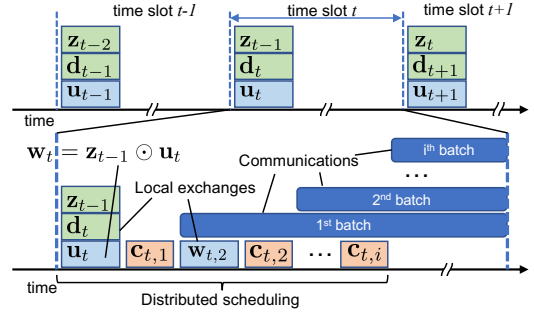 time slot t-1
time slot t
time slot t+1
z_{t-2}
z_{t-1}
z_t
d_{t-1}
d_t
d_{t+1}
u_{t-1}
u_t
u_{t+1}
time
w_t = z_{t-1} ⊙ u_t
Communications
i^th batch
...
Local exchanges
2^nd batch
z_{t-1}
d_t
1^st batch
u_t
c_{t,1}
w_{t,2}
c_{t,2}
...
c_{t,i}
time
Distributed scheduling